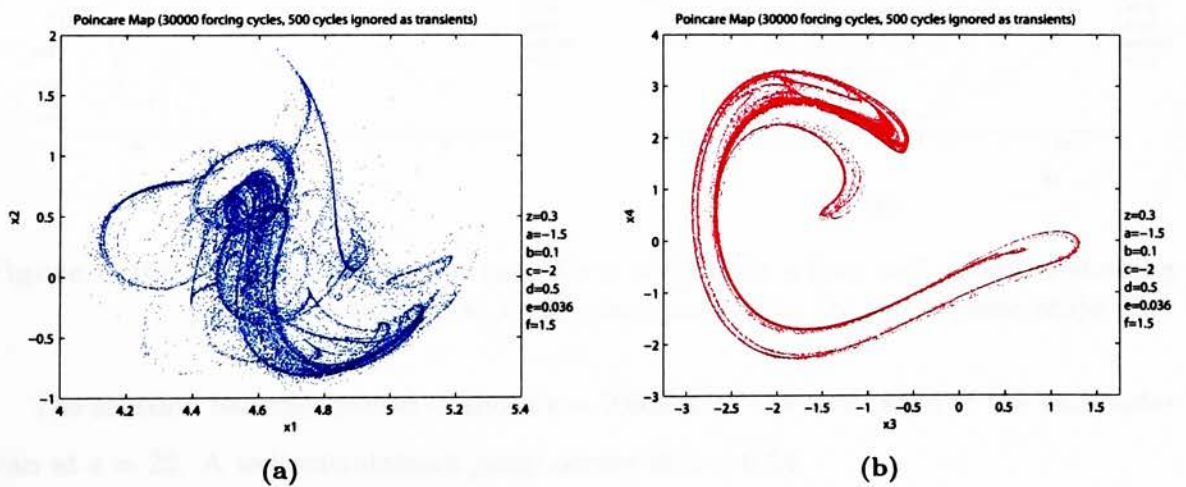 Poincare Map (30000 forcing cycles, 500 cycles ignored as transients)
2
1.5
1
0.5
0
−0.5
−1
x2
4
4.2
4.4
4.6
4.8
5
5.2
5.4
x1
z=0.3
a=−1.5
b=0.1
c=−2
d=0.5
e=0.036
f=1.5
(a)
Poincare Map (30000 forcing cycles, 500 cycles ignored as transients)
4
3
2
1
0
−1
−2
−3
x4
−3
−2.5
−2
−1.5
−1
−0.5
0
0.5
1
1.5
x3
z=0.3
a=−1.5
b=0.1
c=−2
d=0.5
e=0.036
f=1.5
(b)